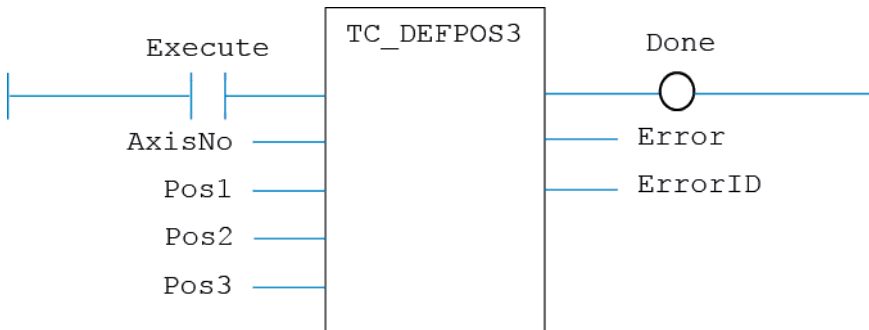 TC_DEFPOS3
Execute
Done
AxisNo
Error
Pos1
ErrorID
Pos2
Pos3